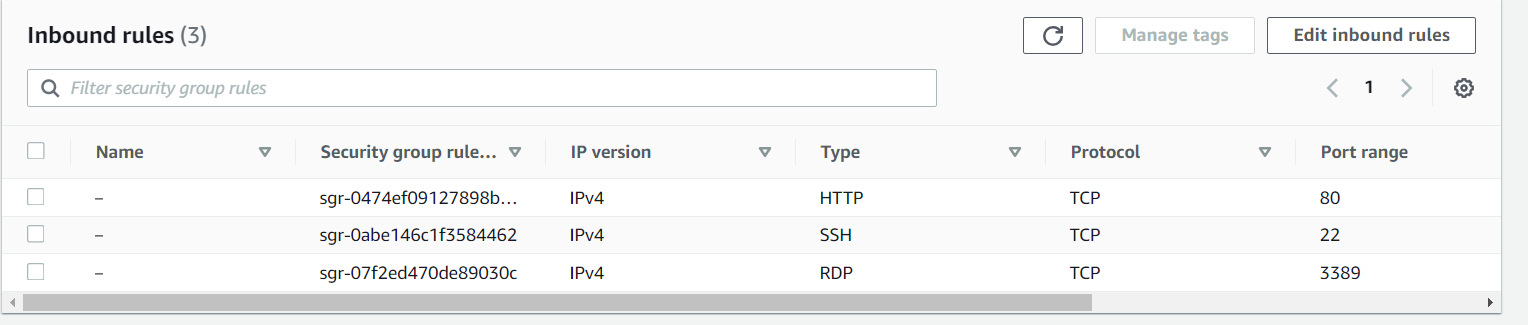 Inbound rules (3)
Manage tags
Edit inbound rules
Filter security group rules
1
Name Security group rule... IP version Type Protocol Port range
– sgr-0474ef09127898b... IPv4 HTTP TCP 80
– sgr-0abe146c1f3584462 IPv4 SSH TCP 22
– sgr-07f2ed470de89030c IPv4 RDP TCP 3389